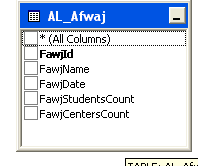 AL_Afwaj
* (All Columns)
FawjId
FawjName
FawjDate
FawjStudentsCount
FawjCentersCount